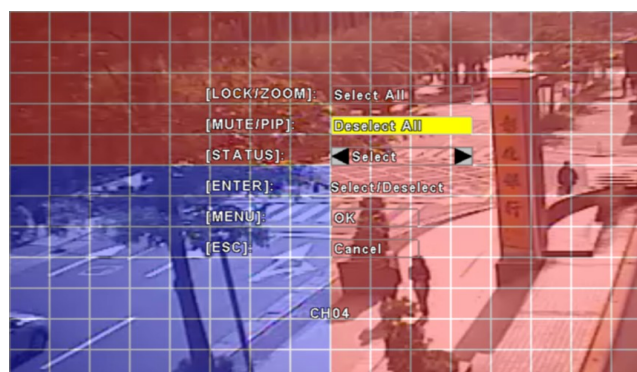 [LOCK/ZOOM]: Select All
[MUTE/PIP]: Deselect All
[STATUS]: Select
[ENTER]: Select/Deselect
[MENU]: OK
[ESC]: Cancel
CH04